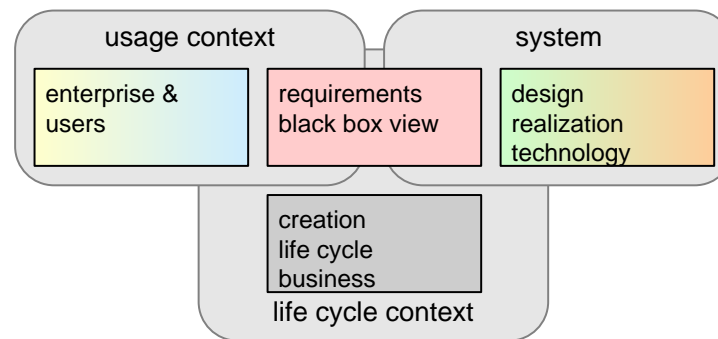 usage context
system
enterprise &
users
requirements
black box view
design
realization
technology
creation
life cycle
business
life cycle context